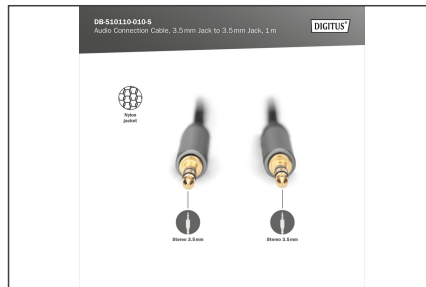 DB-510110-010-S
Audio Connection Cable, 3.5 mm Jack to 3.5 mm Jack, 1 m
DIGITUS®
Nylon
Jacket
Stereo 3.5mm
Stereo 3.5mm